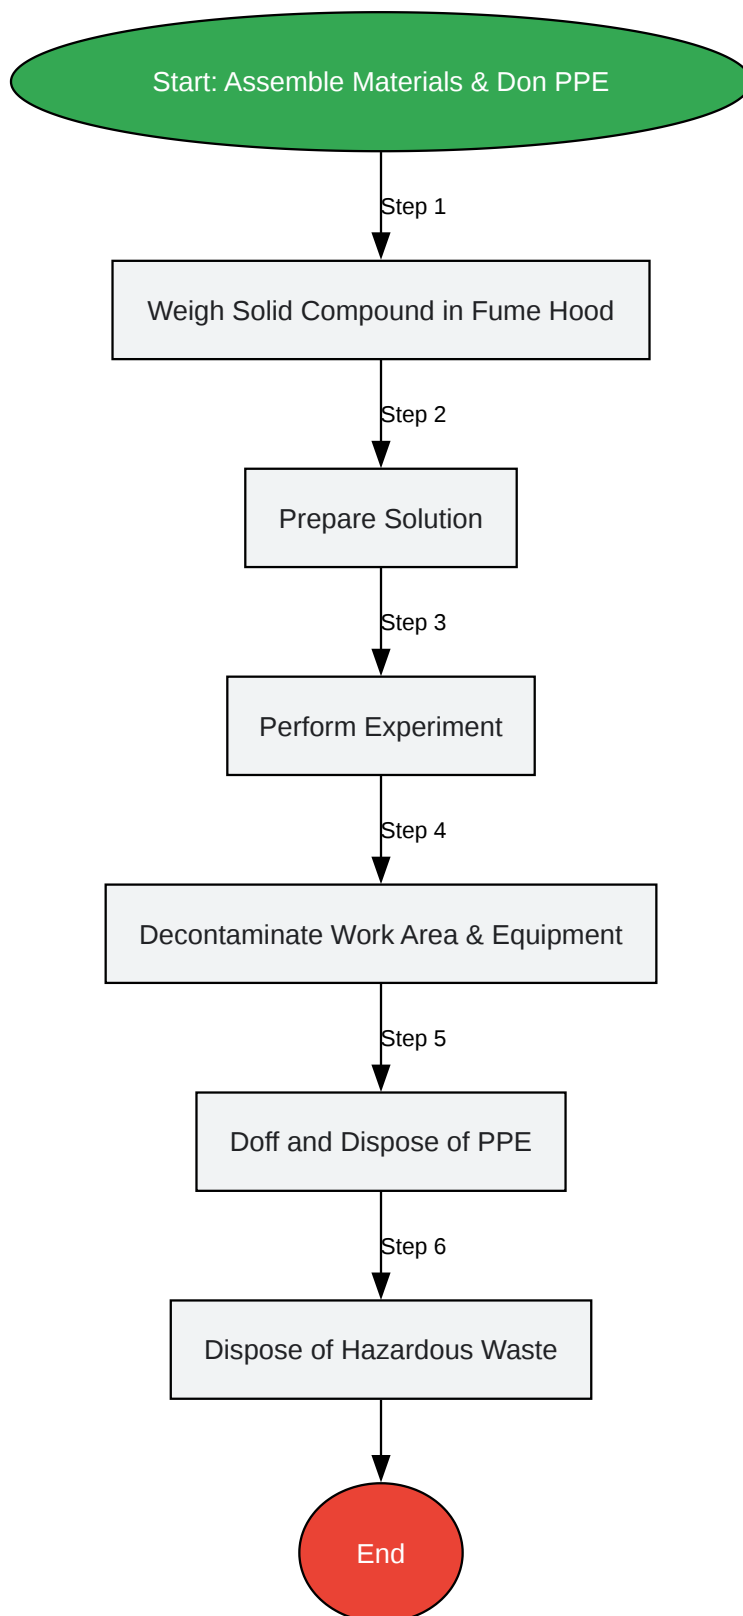 Start: Assemble Materials & Don PPE
Step 1
Weigh Solid Compound in Fume Hood
Step 2
Prepare Solution
Step 3
Perform Experiment
Step 4
Decontaminate Work Area & Equipment
Step 5
Doff and Dispose of PPE
Step 6
Dispose of Hazardous Waste
End